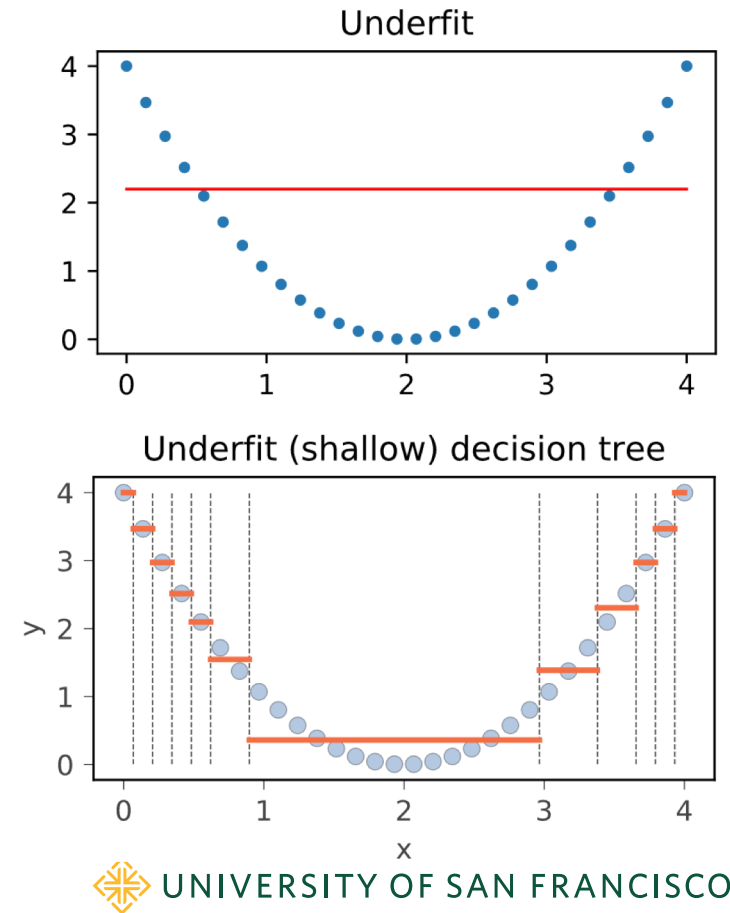 Underfit
4
3
2
1
0
0 1 2 3 4
Underfit (shallow) decision tree
4
3
2
1
0
y
0 1 2 3 4
x
UNIVERSITY OF SAN FRANCISCO